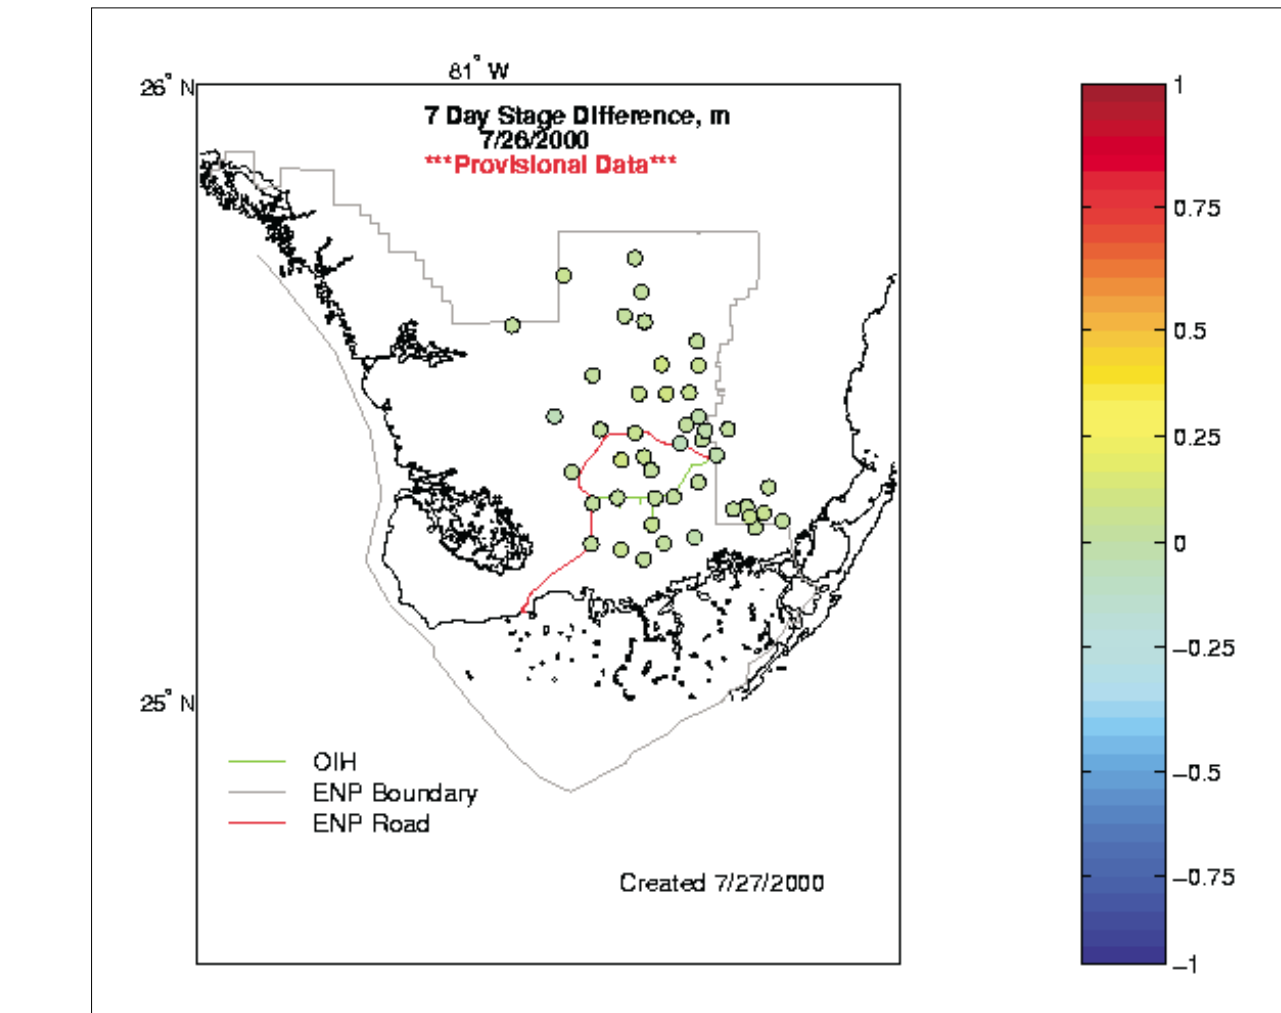 81° W
26° N
7 Day Stage Difference, m
7/26/2000
***Provisional Data***
25° N
OIH
ENP Boundary
ENP Road
Created 7/27/2000
1
0.75
0.5
0.25
0
−0.25
−0.5
−0.75
−1